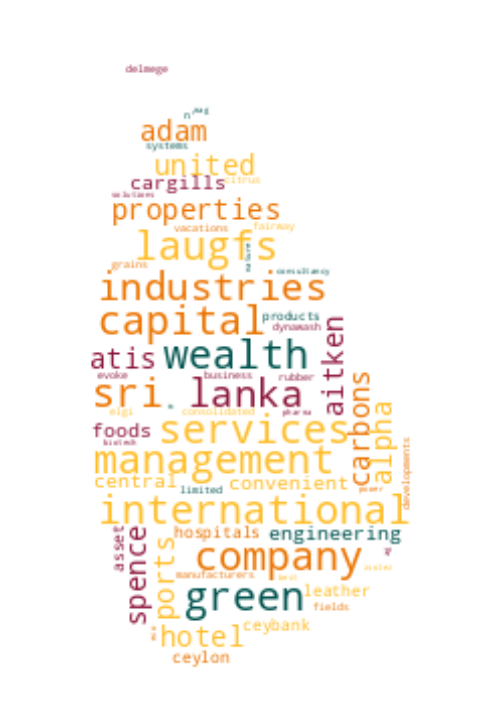 delmege
adam
systems
united
cargills citrus
solutions
properties
vacations fairway
laugfs
nature
grains
consultancy
industries
capital products
dynawash
atis wealth
aitken
evoke business rubber
sri lanka
carbons
elgi consolidated pharma
alpha
foods services
biotech
management
developments
central convenient
limited power
international
asset
hospitals engineering
spence
ports
company
manufacturers
green leather
fields
ceybank
hotel
ceylon